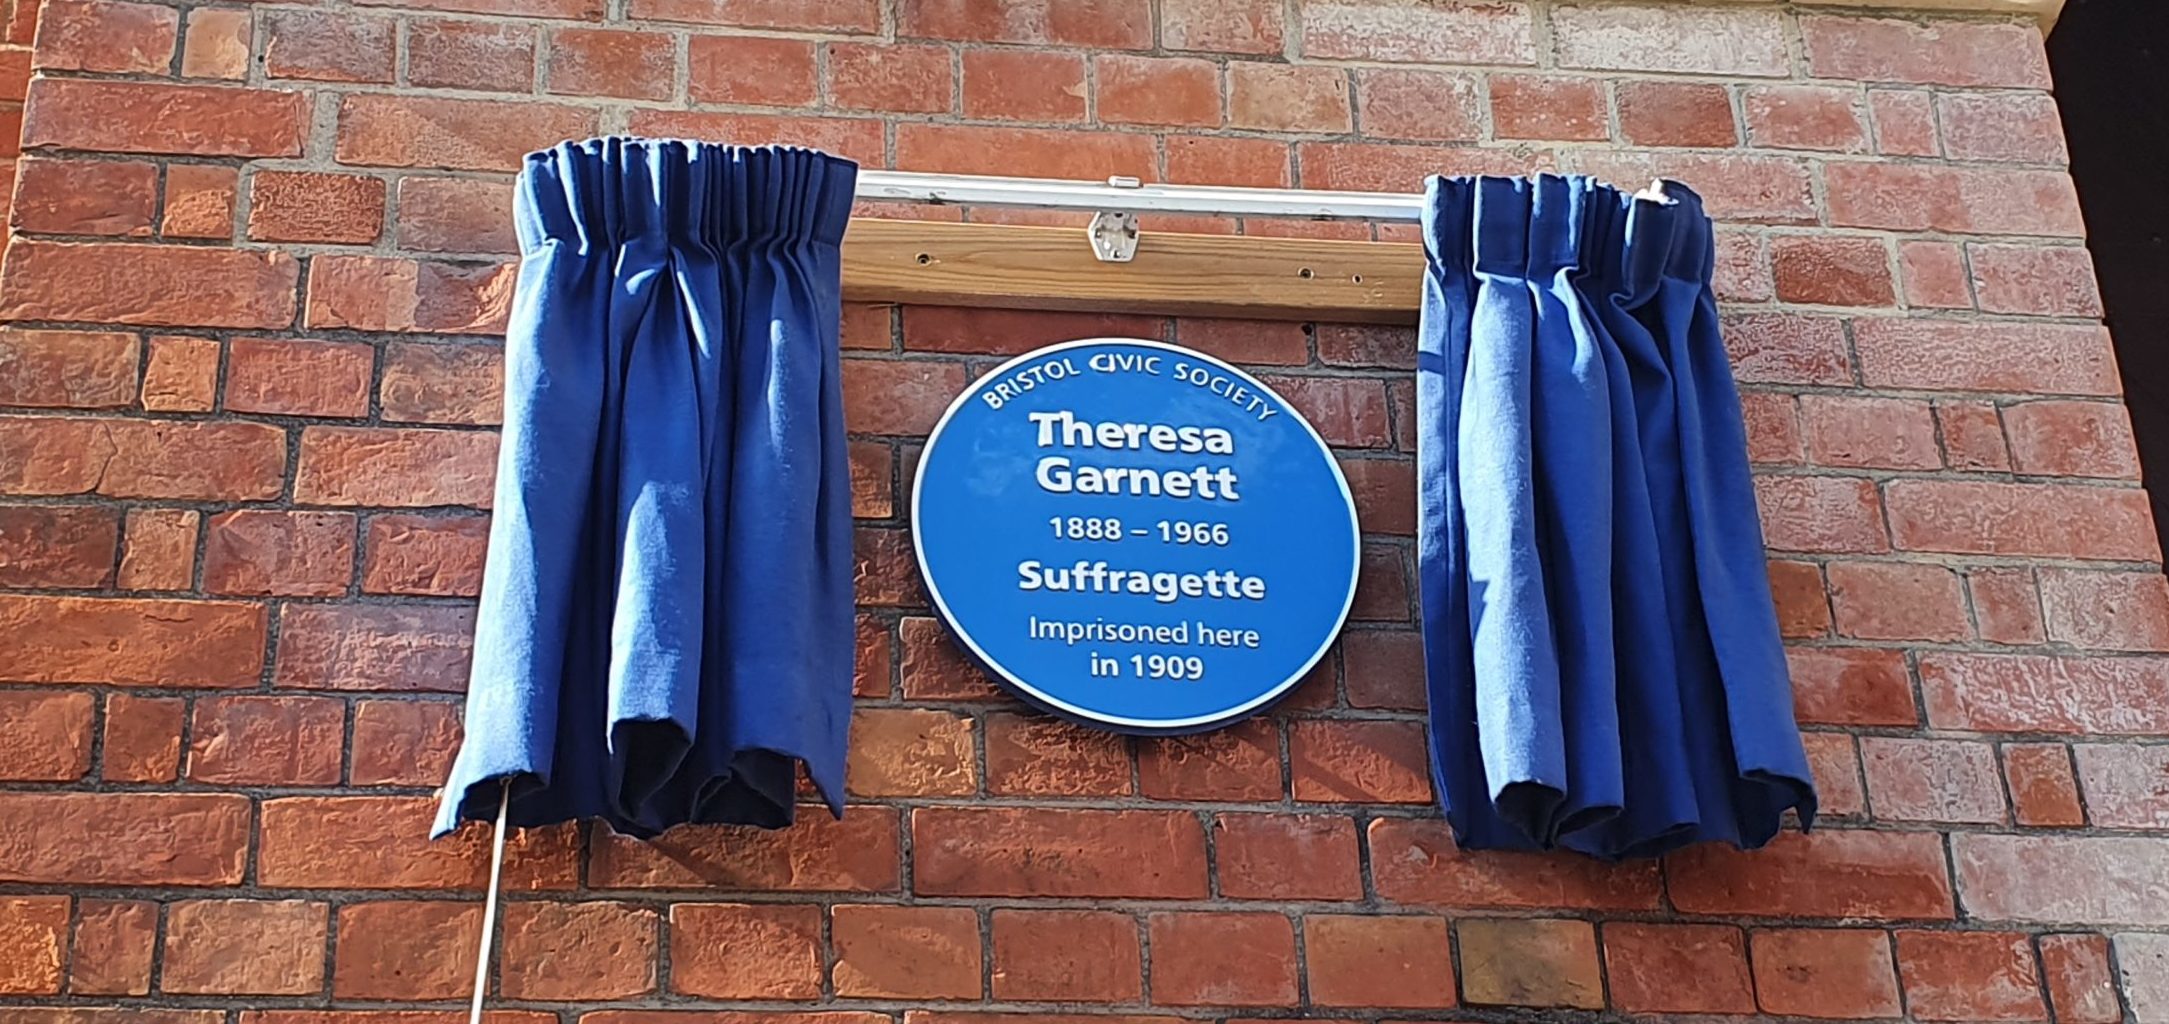 BRISTOL CIVIC SOCIETY
Theresa
Garnett
1888 – 1966
Suffragette
Imprisoned here
in 1909